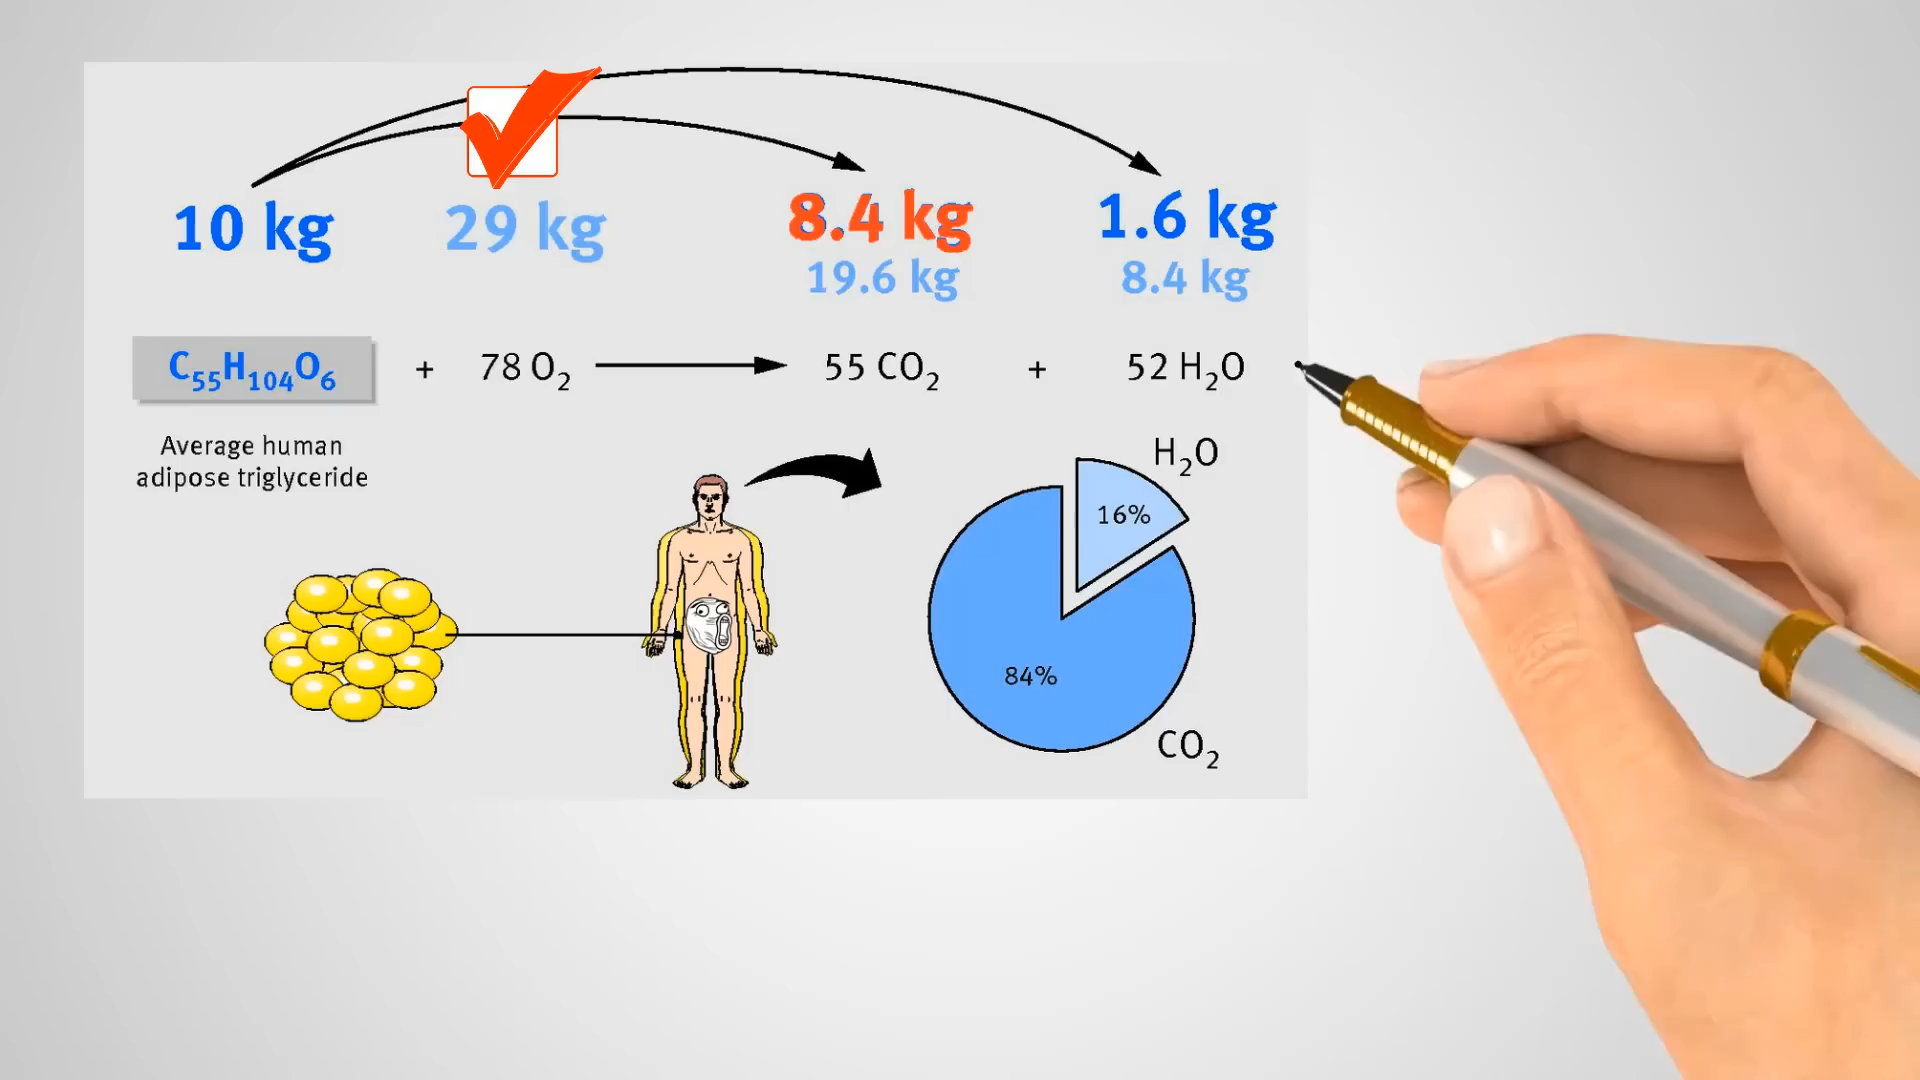 10 kg 29 kg 8.4 kg 1.6 kg
19.6 kg 8.4 kg
C₅₅H₁₀₄O₆ + 78 O₂ 55 CO₂ + 52 H₂O
Average human
adipose triglyceride
H₂O
16%
84%
CO₂